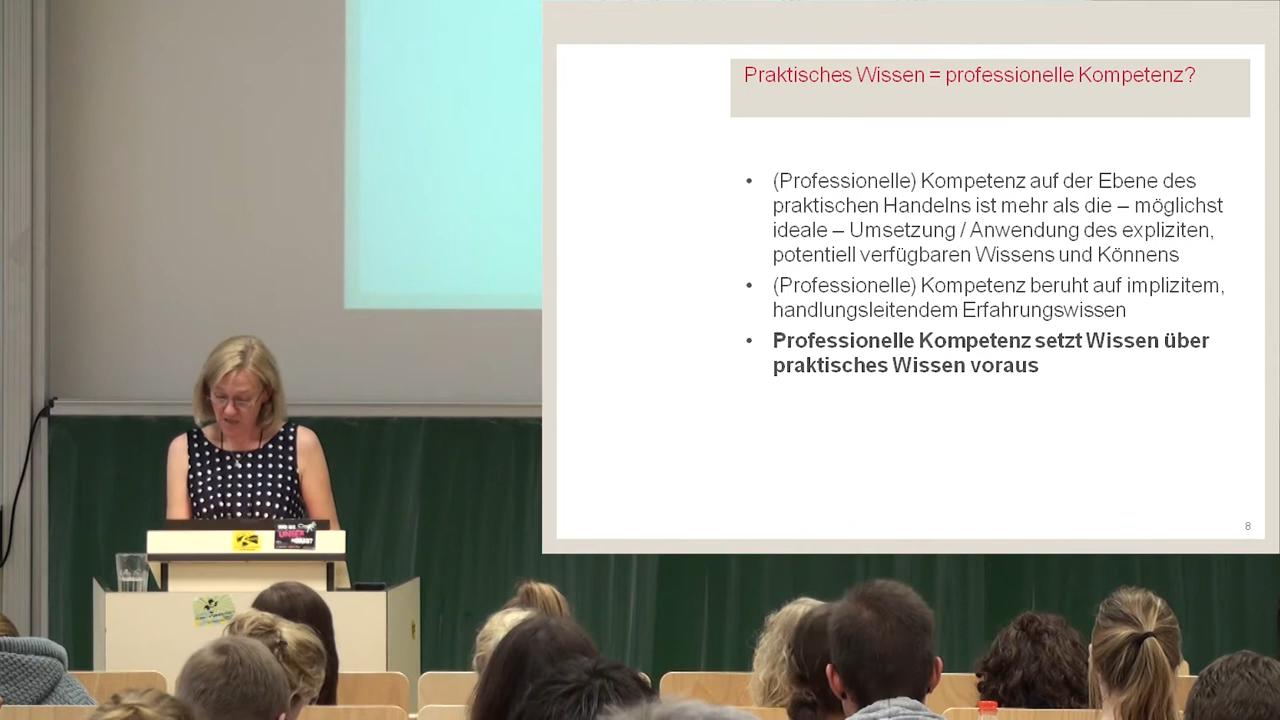 Praktisches Wissen = professionelle Kompetenz?
• (Professionelle) Kompetenz auf der Ebene des
praktischen Handelns ist mehr als die – möglichst
ideale – Umsetzung / Anwendung des expliziten,
potentiell verfügbaren Wissens und Könnens
• (Professionelle) Kompetenz beruht auf implizitem,
handlungsleitendem Erfahrungswissen
• Professionelle Kompetenz setzt Wissen über
praktisches Wissen voraus
8
UNSER